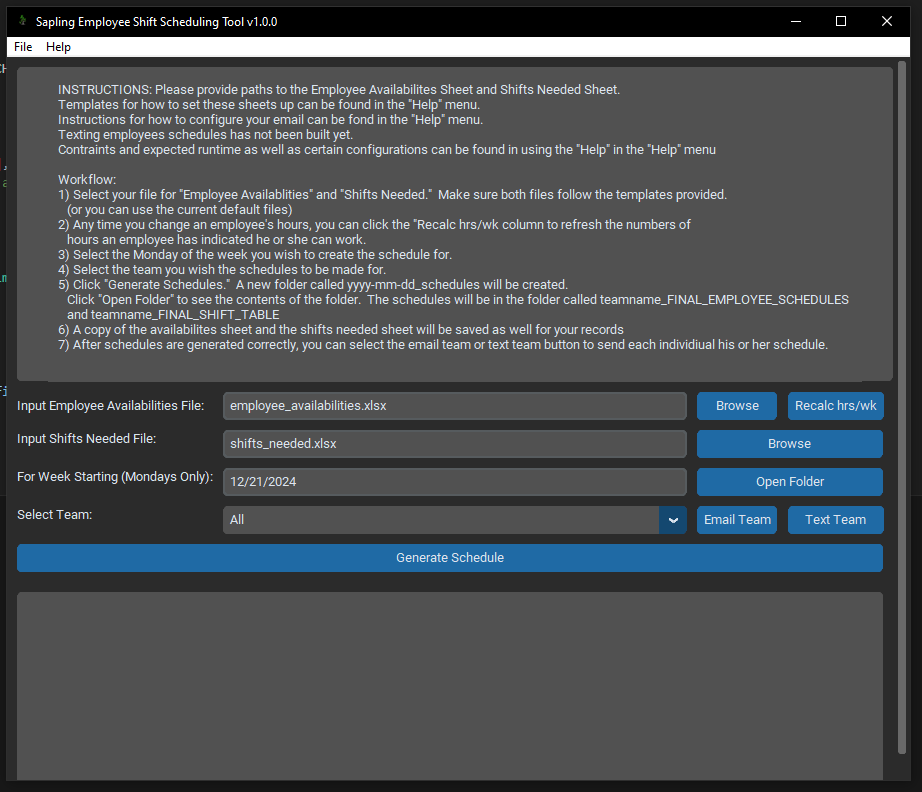 Sapling Employee Shift Scheduling Tool v1.0.0
File Help
INSTRUCTIONS: Please provide paths to the Employee Availabilites Sheet and Shifts Needed Sheet.
Templates for how to set these sheets up can be found in the "Help" menu.
Instructions for how to configure your email can be fond in the "Help" menu.
Texting employees schedules has not been built yet.
Contraints and expected runtime as well as certain configurations can be found in using the "Help" in the "Help" menu
Workflow:
1) Select your file for "Employee Availablities" and "Shifts Needed." Make sure both files follow the templates provided.
(or you can use the current default files)
2) Any time you change an employee's hours, you can click the "Recalc hrs/wk column to refresh the numbers of
hours an employee has indicated he or she can work.
3) Select the Monday of the week you wish to create the schedule for.
4) Select the team you wish the schedules to be made for.
5) Click "Generate Schedules." A new folder called yyyy-mm-dd_schedules will be created.
Click "Open Folder" to see the contents of the folder. The schedules will be in the folder called teamname_FINAL_EMPLOYEE_SCHEDULES
and teamname_FINAL_SHIFT_TABLE
6) A copy of the availabilites sheet and the shifts needed sheet will be saved as well for your records
7) After schedules are generated correctly, you can select the email team or text team button to send each individiual his or her schedule.
Input Employee Availabilities File: employee_availabilities.xlsx Browse Recalc hrs/wk
Input Shifts Needed File: shifts_needed.xlsx Browse
For Week Starting (Mondays Only): 12/21/2024 Open Folder
Select Team: All Email Team Text Team
Generate Schedule